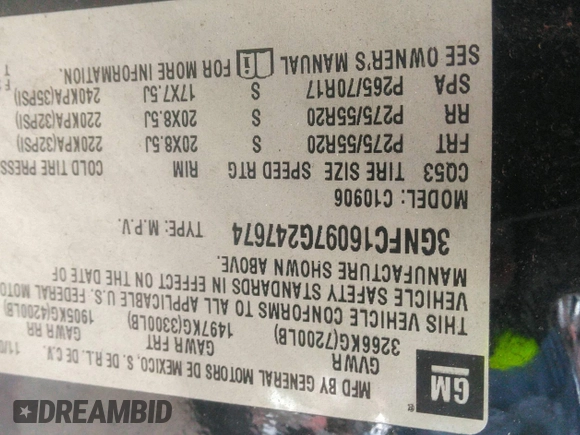 GM
MFD BY GENERAL MOTORS DE MEXICO, S. DE R.L. DE C.V.
GVWR GAWR FRT GAWR RR
3266KG(7200LB) 1497KG(3300LB) 1905KG(4200LB)
THIS VEHICLE CONFORMS TO ALL APPLICABLE U.S. FEDERAL
VEHICLE SAFETY STANDARDS IN EFFECT ON THE DATE OF
MANUFACTURE SHOWN ABOVE.
3GNFC16097G247674 TYPE: M.P.V.
MODEL: C10906
CQ53 TIRE SIZE SPEED RTG RIM COLD TIRE PRESS
FRT P275/55R20 S 20X8.5J 220KPA(32PSI)
RR P275/55R20 S 20X8.5J 220KPA(32PSI)
SPA P265/70R17 S 17X7.5J 240KPA(35PSI)
SEE OWNER'S MANUAL FOR MORE INFORMATION.
DREAMBID